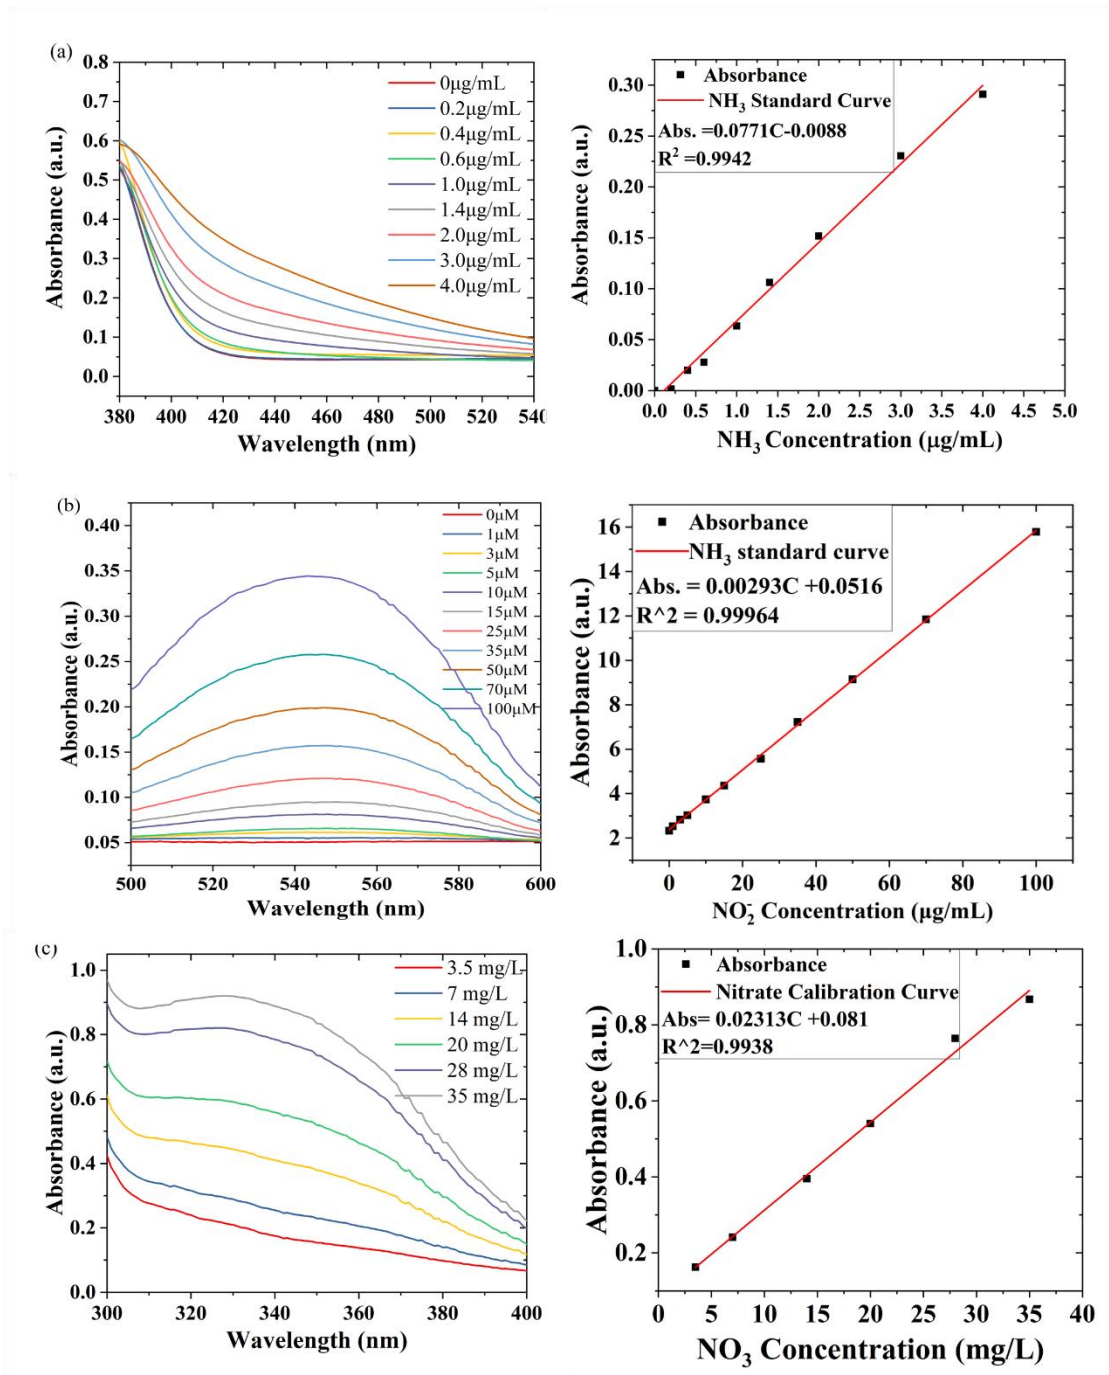 (a)
0.8
0.7
0.6
0.5
0.4
0.3
0.2
0.1
0.0
Absorbance (a.u.)
0μg/mL
0.2μg/mL
0.4μg/mL
0.6μg/mL
1.0μg/mL
1.4μg/mL
2.0μg/mL
3.0μg/mL
4.0μg/mL
380 400 420 440 460 480 500 520 540
Wavelength (nm)
0.30
0.25
0.20
0.15
0.10
0.05
0.00
Absorbance (a.u.)
Absorbance
NH₃ Standard Curve
Abs. =0.0771C-0.0088
R² =0.9942
0.0 0.5 1.0 1.5 2.0 2.5 3.0 3.5 4.0 4.5 5.0
NH₃ Concentration (μg/mL)
(b)
0.40
0.35
0.30
0.25
0.20
0.15
0.10
0.05
Absorbance (a.u.)
0μM
1μM
3μM
5μM
10μM
15μM
25μM
35μM
50μM
70μM
100μM
500 520 540 560 580 600
Wavelength (nm)
16
14
12
10
8
6
4
2
Absorbance (a.u.)
Absorbance
NH₃ standard curve
Abs. = 0.00293C +0.0516
R^2 = 0.99964
0 20 40 60 80 100
NO₂⁻ Concentration (μg/mL)
(c)
1.0
0.8
0.6
0.4
0.2
0.0
Absorbance (a.u.)
3.5 mg/L
7 mg/L
14 mg/L
20 mg/L
28 mg/L
35 mg/L
300 320 340 360 380 400
Wavelength (nm)
1.0
0.8
0.6
0.4
0.2
Absorbance (a.u.)
Absorbance
Nitrate Calibration Curve
Abs= 0.02313C +0.081
R^2=0.9938
0 5 10 15 20 25 30 35 40
NO₃ Concentration (mg/L)